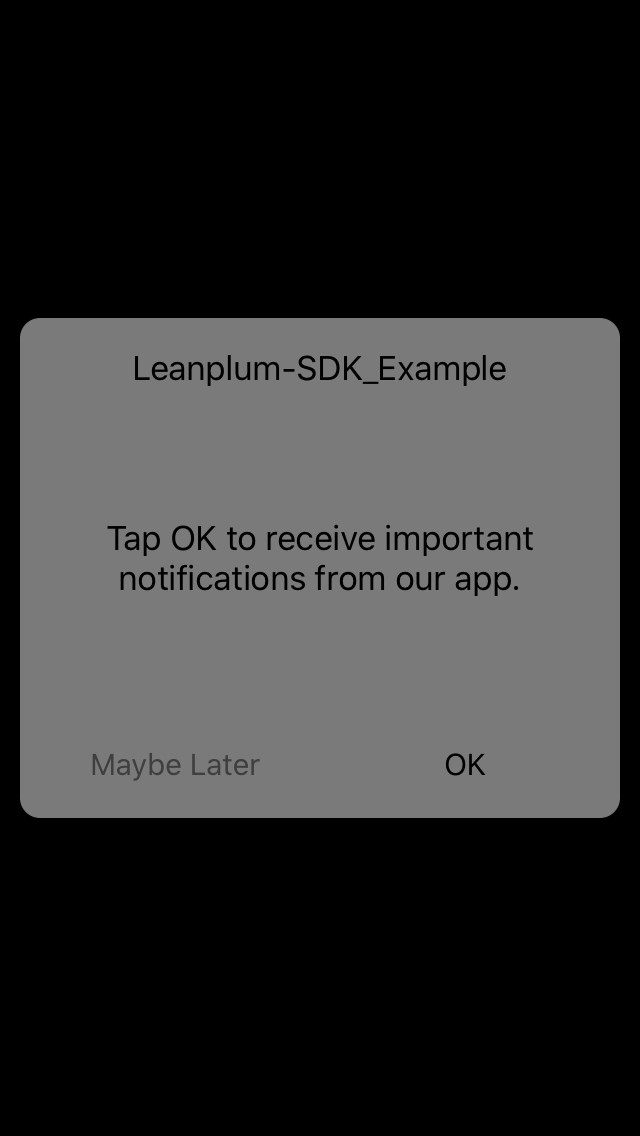 Leanplum-SDK_Example
Tap OK to receive important
notifications from our app.
Maybe Later
OK